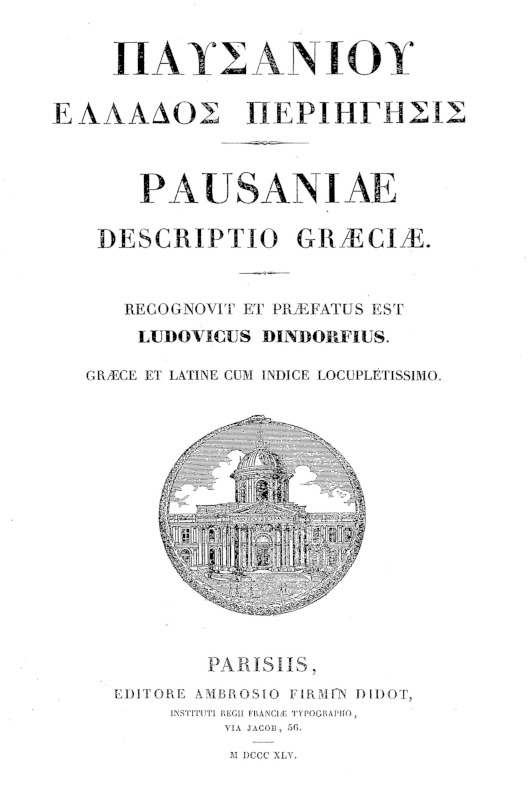 ΠΑΥΣΑΝΙΟΥ
ΕΛΛΑΔΟΣ ΠΕΡΙΗΓΗΣΙΣ
PAUSANIAE
DESCRIPTIO GRÆCIÆ.
RECOGNOVIT ET PRÆFATUS EST
LUDOVICUS DINDORFIUS.
GRÆCE ET LATINE CUM INDICE LOCUPLETISSIMO.
PARISIIS,
EDITORE AMBROSIO FIRMIN DIDOT,
INSTITUTI REGII FRANCIÆ TYPOGRAPHO,
VIA JACOB, 56.
M DCCC XLV.